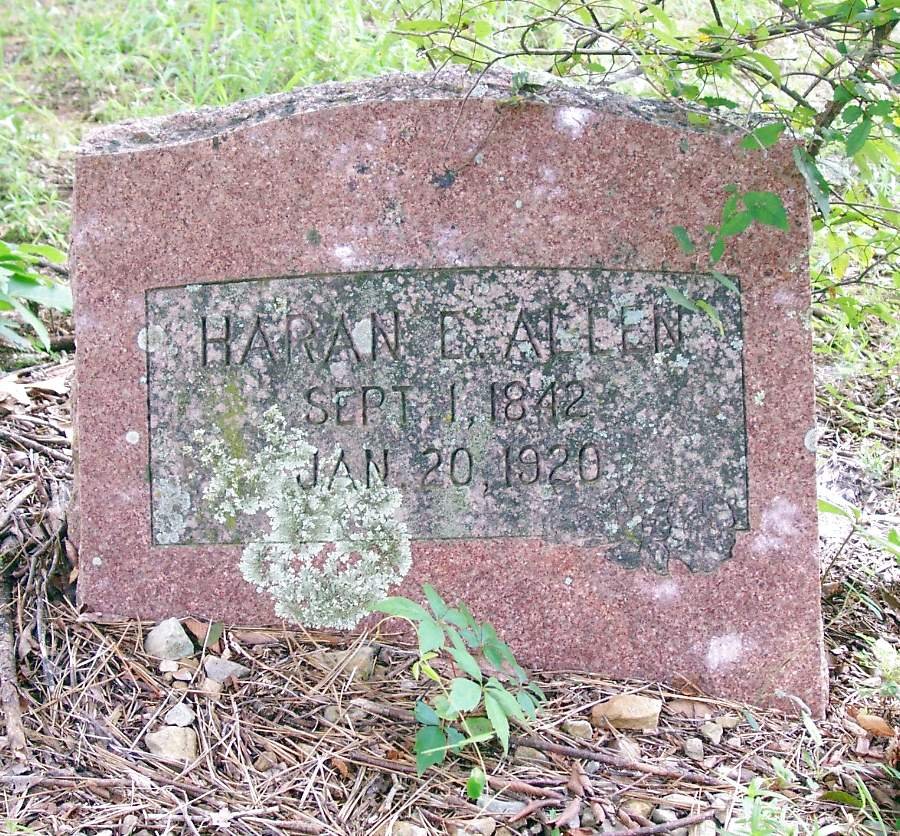 HARAN E. ALLEN
SEPT. 1, 1842
JAN 20, 1920